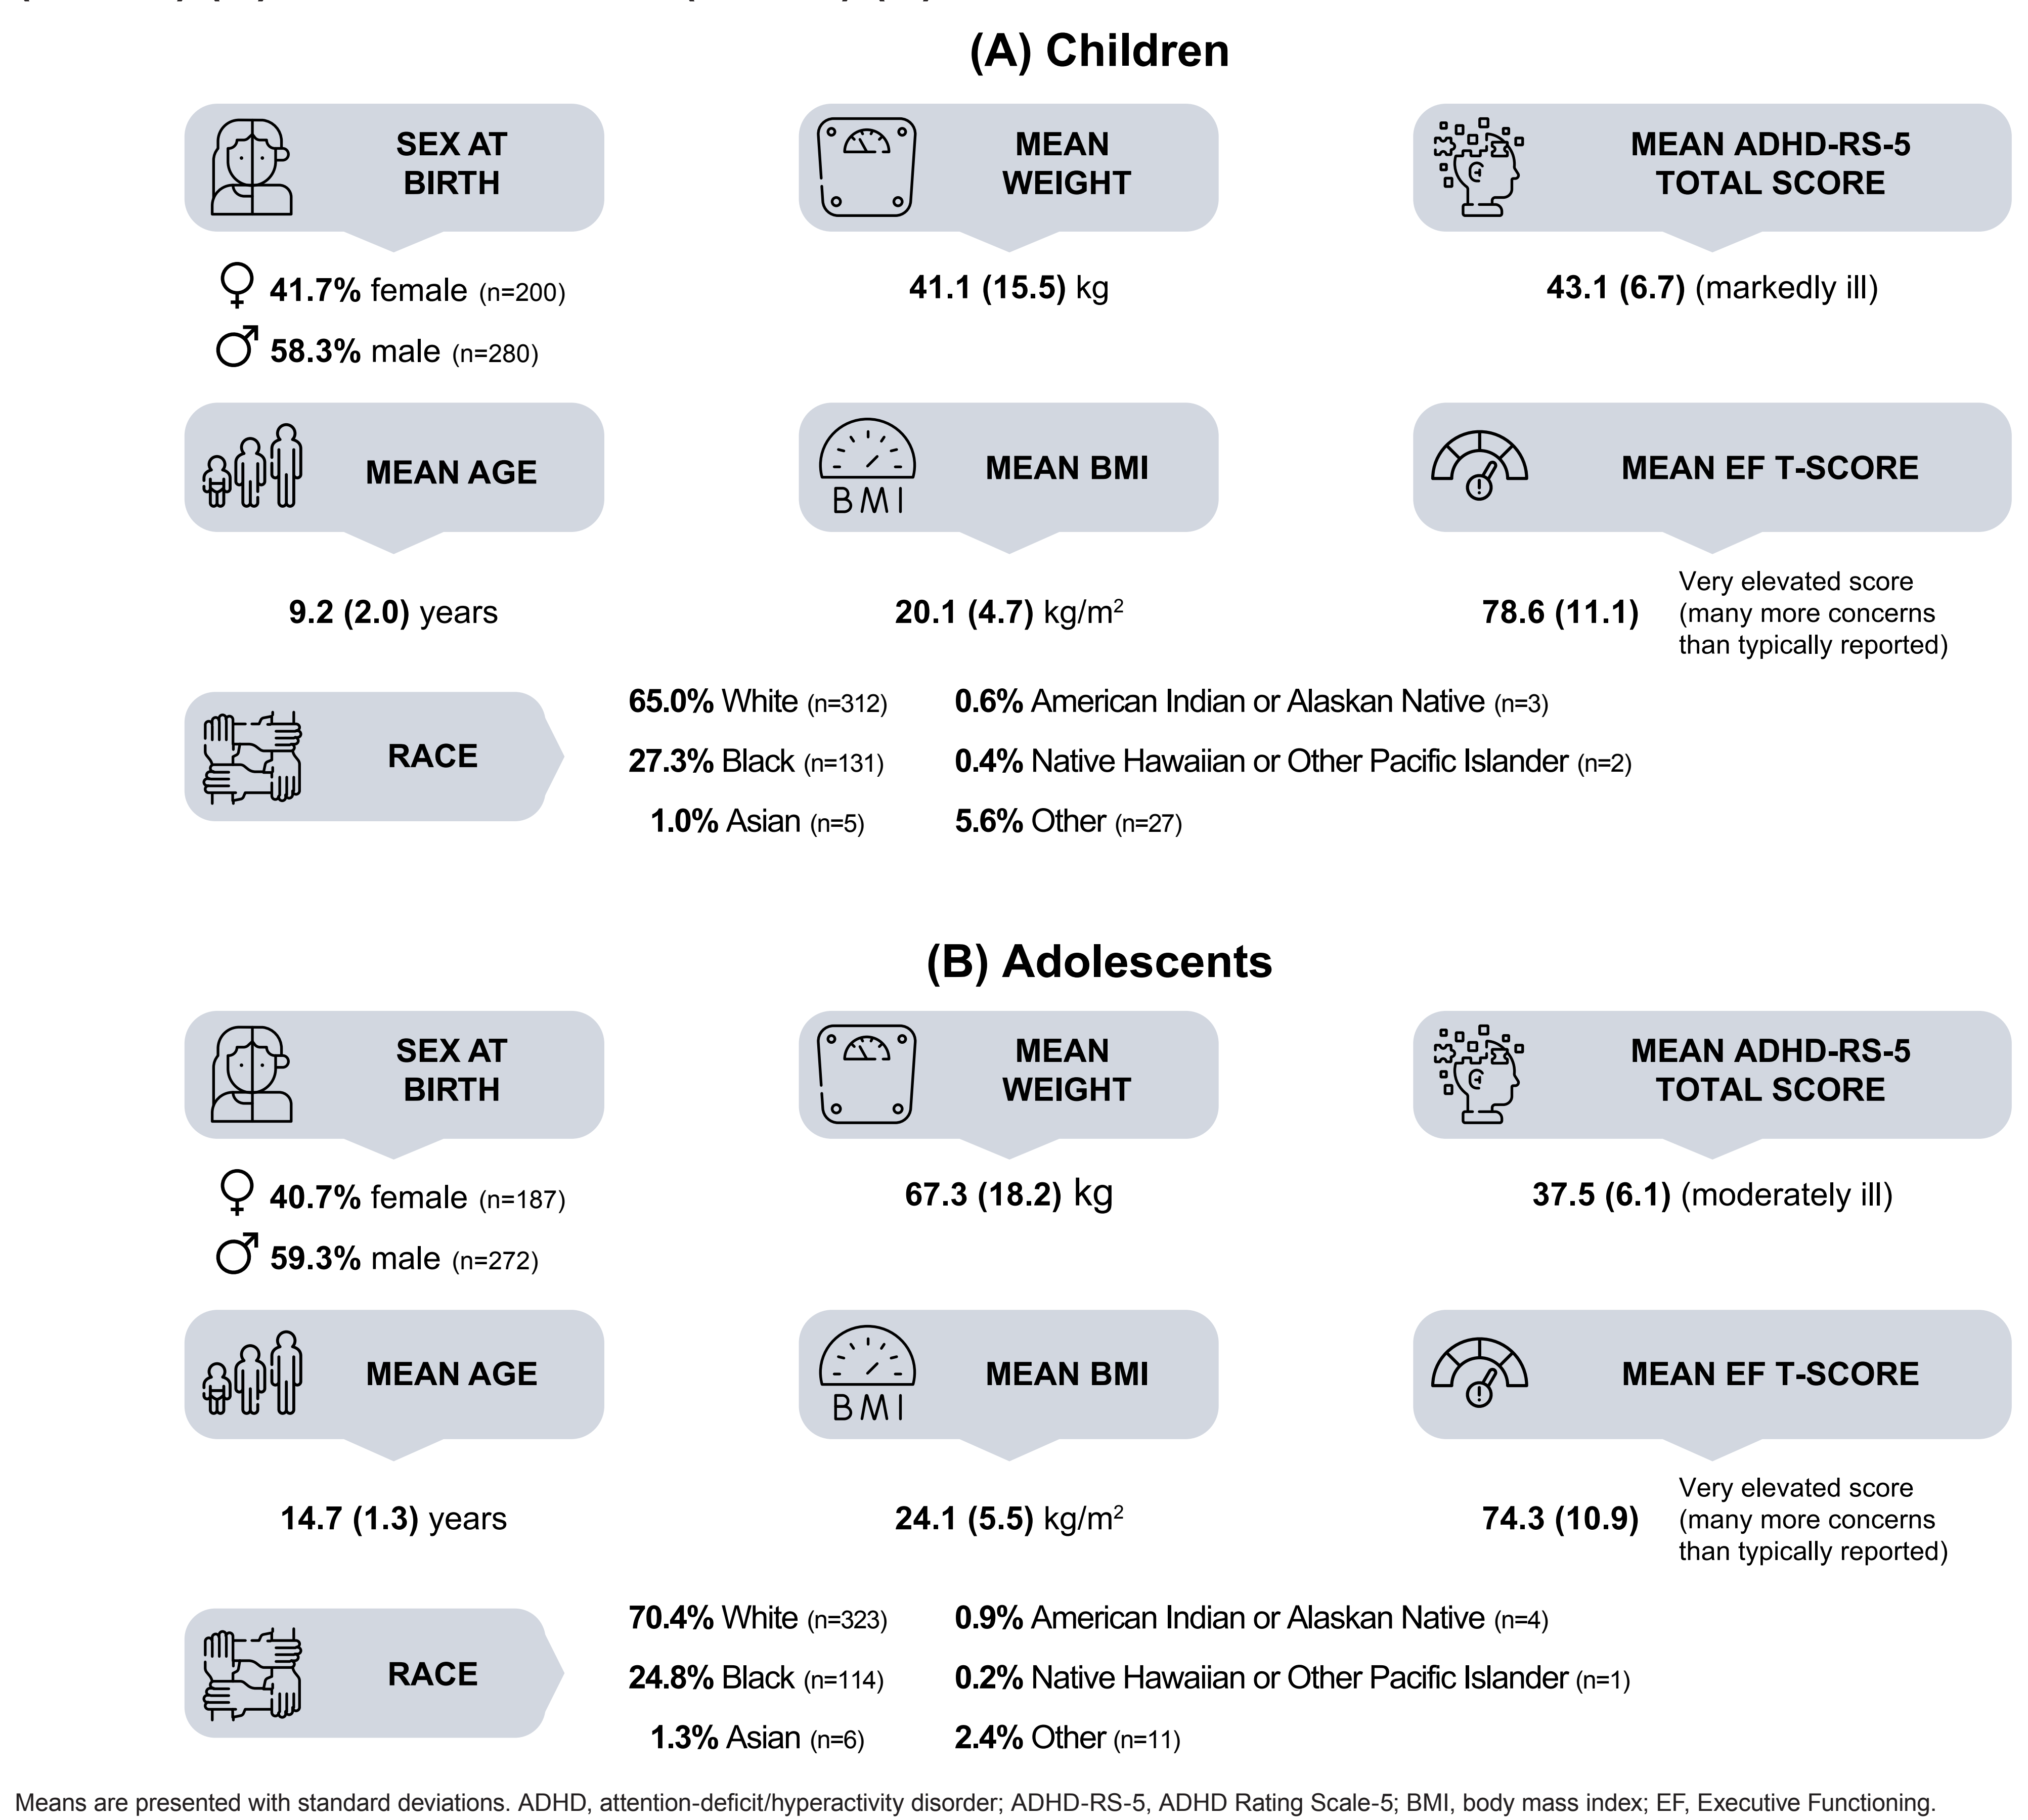 (A) Children
SEX AT
BIRTH
MEAN
WEIGHT
MEAN ADHD-RS-5
TOTAL SCORE
41.7% female (n=200)
58.3% male (n=280)
41.1 (15.5) kg
43.1 (6.7) (markedly ill)
MEAN AGE
BMI
MEAN BMI
MEAN EF T-SCORE
9.2 (2.0) years
20.1 (4.7) kg/m²
78.6 (11.1)
Very elevated score
(many more concerns
than typically reported)
RACE
65.0% White (n=312)
27.3% Black (n=131)
1.0% Asian (n=5)
0.6% American Indian or Alaskan Native (n=3)
0.4% Native Hawaiian or Other Pacific Islander (n=2)
5.6% Other (n=27)
(B) Adolescents
SEX AT
BIRTH
MEAN
WEIGHT
MEAN ADHD-RS-5
TOTAL SCORE
40.7% female (n=187)
59.3% male (n=272)
67.3 (18.2) kg
37.5 (6.1) (moderately ill)
MEAN AGE
BMI
MEAN BMI
MEAN EF T-SCORE
14.7 (1.3) years
24.1 (5.5) kg/m²
74.3 (10.9)
Very elevated score
(many more concerns
than typically reported)
RACE
70.4% White (n=323)
24.8% Black (n=114)
1.3% Asian (n=6)
0.9% American Indian or Alaskan Native (n=4)
0.2% Native Hawaiian or Other Pacific Islander (n=1)
2.4% Other (n=11)
Means are presented with standard deviations. ADHD, attention-deficit/hyperactivity disorder; ADHD-RS-5, ADHD Rating Scale-5; BMI, body mass index; EF, Executive Functioning.